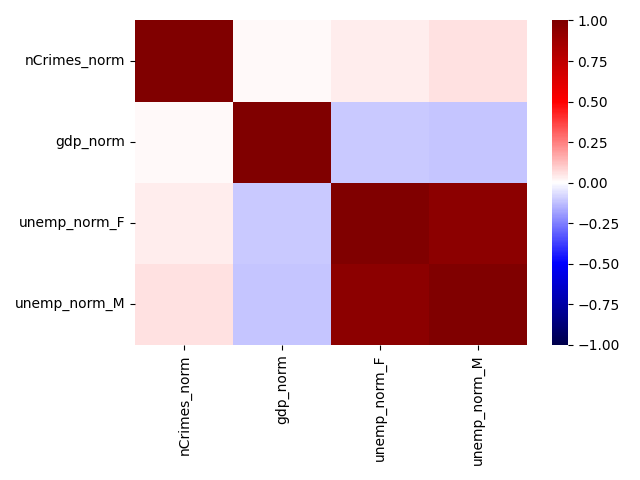 nCrimes_norm
gdp_norm
unemp_norm_F
unemp_norm_M
nCrimes_norm
gdp_norm
unemp_norm_F
unemp_norm_M
1.00
0.75
0.50
0.25
0.00
−0.25
−0.50
−0.75
−1.00